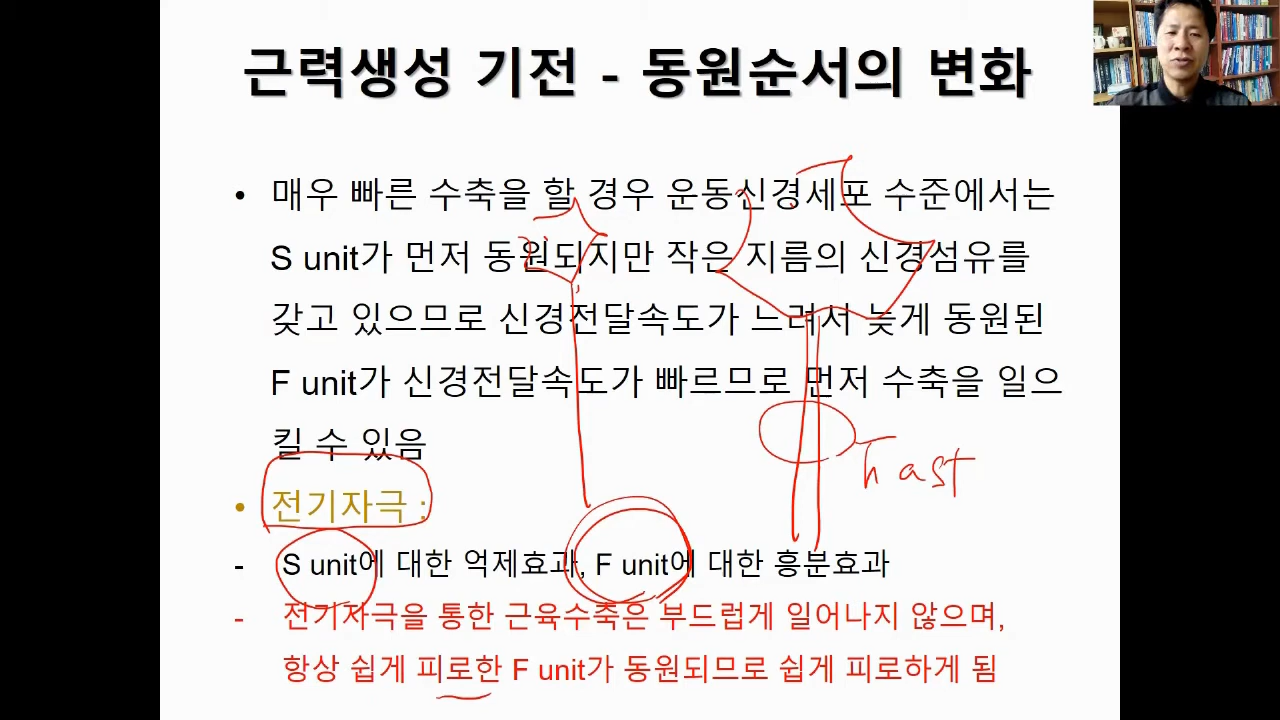 근력생성 기전 - 동원순서의 변화
• 매우 빠른 수축을 할 경우 운동신경세포 수준에서는
S unit가 먼저 동원되지만 작은 지름의 신경섬유를
갖고 있으므로 신경전달속도가 느려서 늦게 동원된
F unit가 신경전달속도가 빠르므로 먼저 수축을 일으
킬 수 있음
Fast
• 전기자극 :
- S unit에 대한 억제효과, F unit에 대한 흥분효과
- 전기자극을 통한 근육수축은 부드럽게 일어나지 않으며,
항상 쉽게 피로한 F unit가 동원되므로 쉽게 피로하게 됨